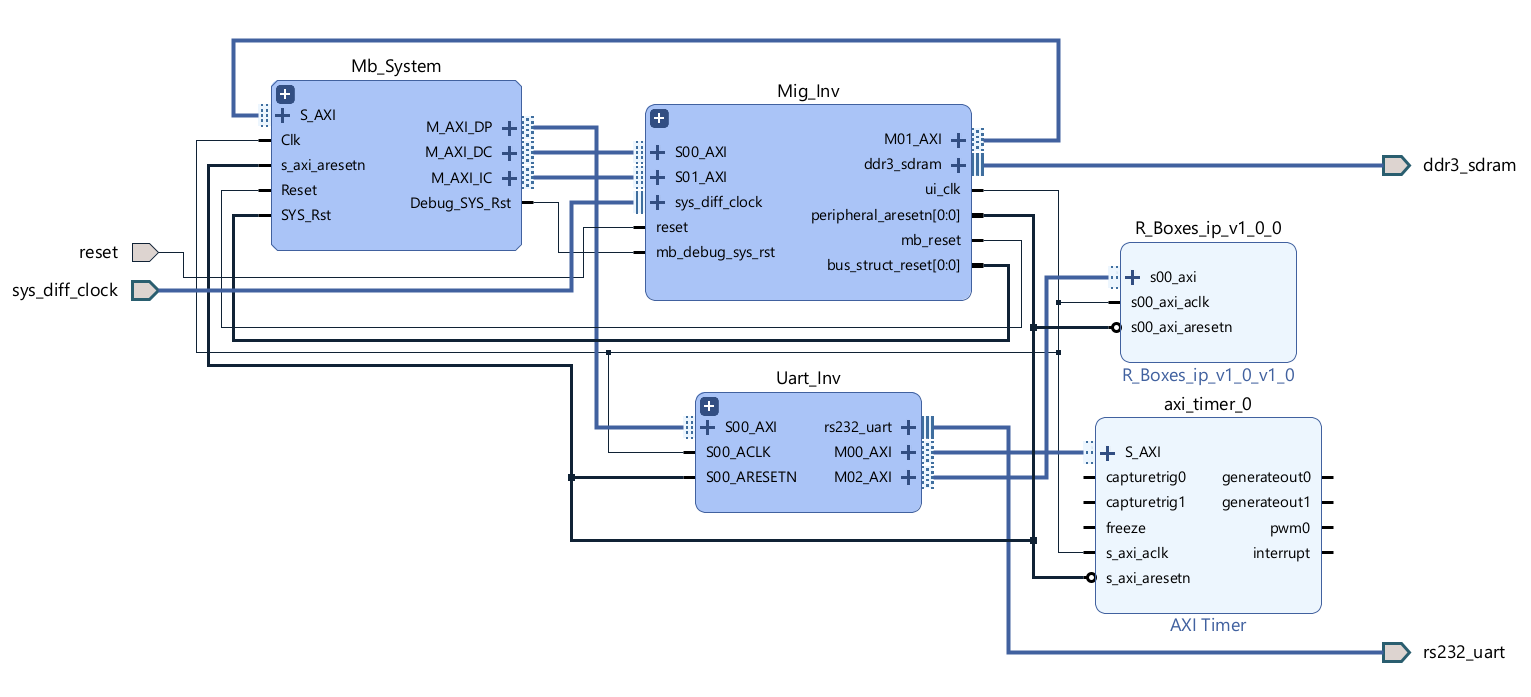 Mb_System
S_AXI
Clk
s_axi_aresetn
Reset
SYS_Rst
M_AXI_DP
M_AXI_DC
M_AXI_IC
Debug_SYS_Rst
Mig_Inv
S00_AXI
S01_AXI
sys_diff_clock
reset
mb_debug_sys_rst
M01_AXI
ddr3_sdram
ui_clk
peripheral_aresetn[0:0]
mb_reset
bus_struct_reset[0:0]
ddr3_sdram
reset
sys_diff_clock
R_Boxes_ip_v1_0_0
s00_axi
s00_axi_aclk
s00_axi_aresetn
R_Boxes_ip_v1_0_v1_0
Uart_Inv
S00_AXI
S00_ACLK
S00_ARESETN
rs232_uart
M00_AXI
M02_AXI
axi_timer_0
S_AXI
capturetrig0
capturetrig1
freeze
s_axi_aclk
s_axi_aresetn
generateout0
generateout1
pwm0
interrupt
AXI Timer
rs232_uart